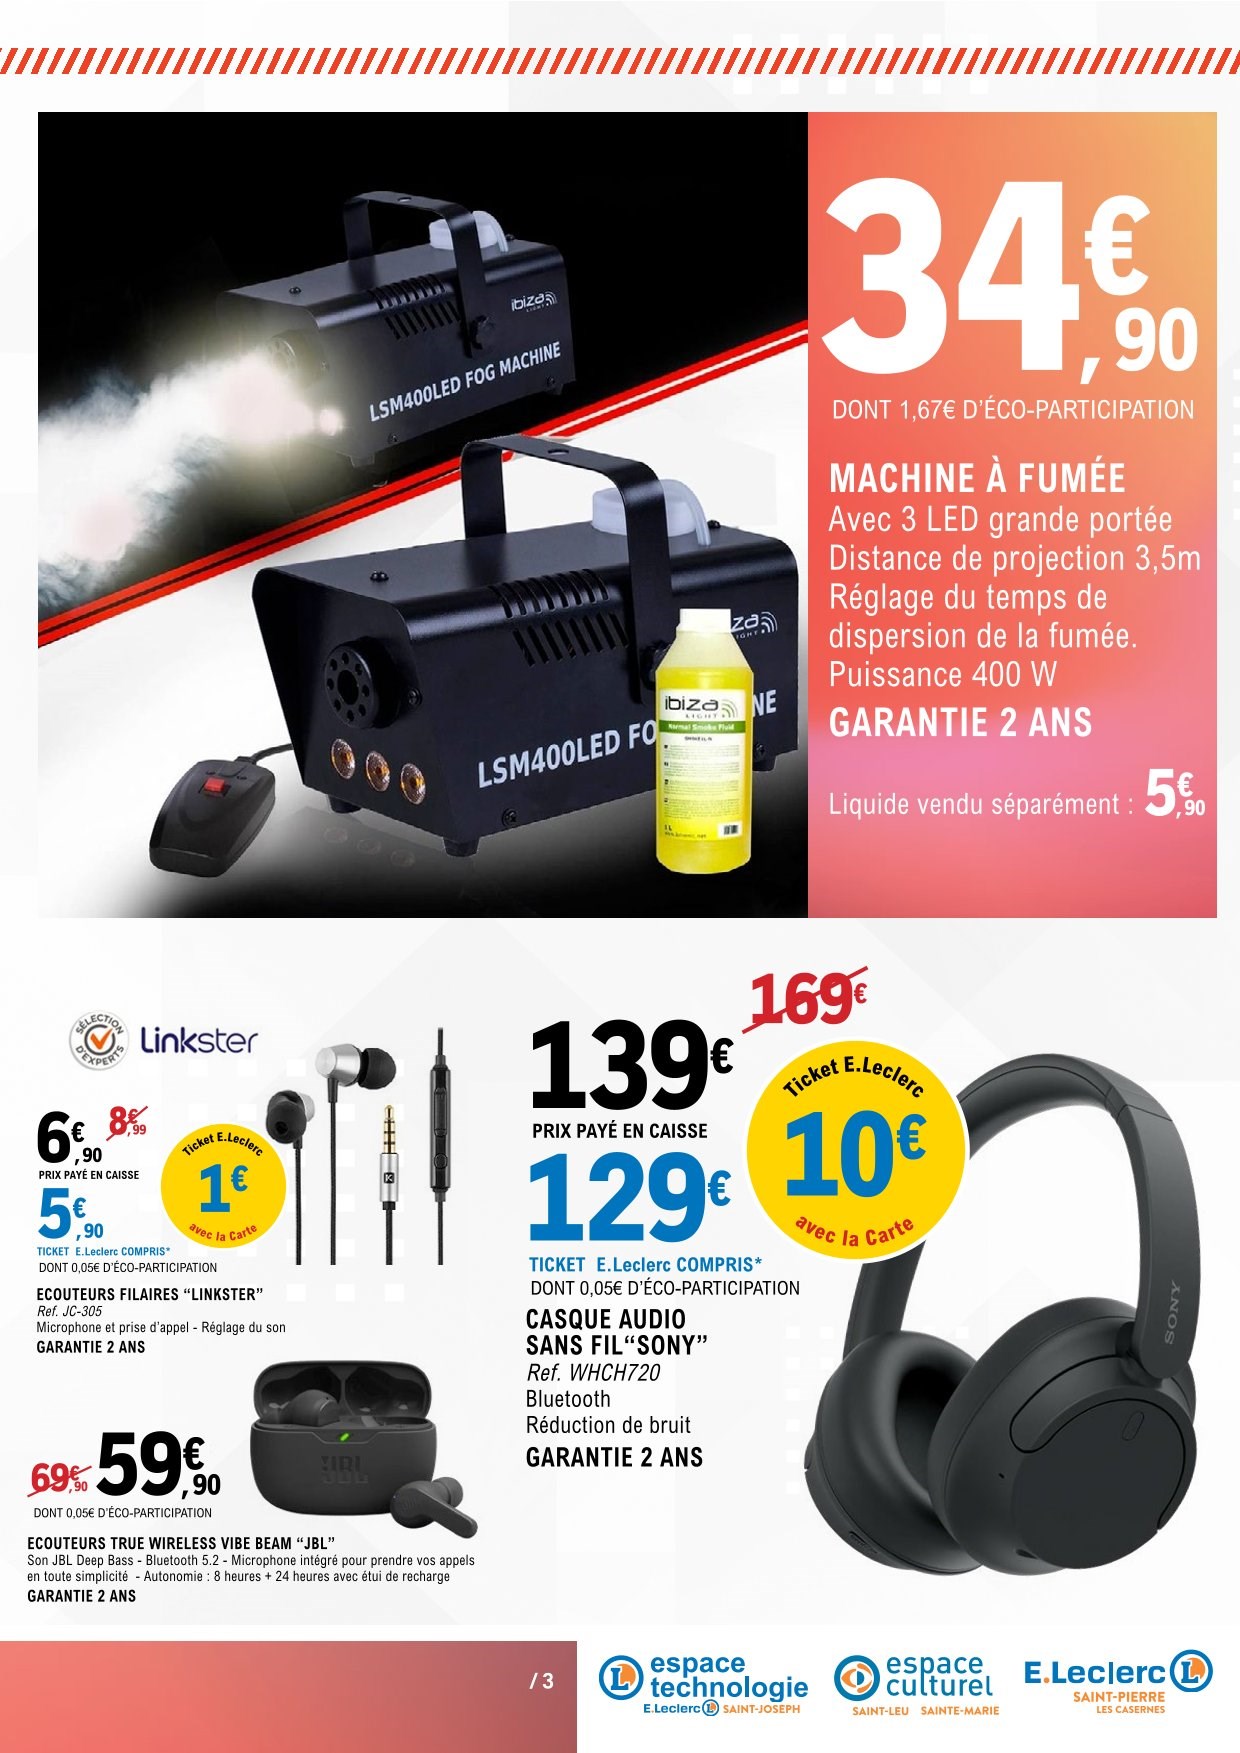 34€,90
DONT 1,67€ D'ÉCO-PARTICIPATION
MACHINE À FUMÉE
Avec 3 LED grande portée
Distance de projection 3,5m
Réglage du temps de
dispersion de la fumée.
Puissance 400 W
GARANTIE 2 ANS
Liquide vendu séparément : 5€,90
ibiza
LIGHT
LSM400LED FOG MACHINE
ibiza
LIGHT
Normal Smoke Fluid
1 L
LSM400LED FO
NE
za
IGHT
SÉLECTION
D'EXPERTS
Linkster
6€,90
8€,99
PRIX PAYÉ EN CAISSE
5€,90
TICKET E.Leclerc COMPRIS*
DONT 0,05€ D'ÉCO-PARTICIPATION
Ticket E.Leclerc
1€
avec la Carte
ECOUTEURS FILAIRES “LINKSTER”
Ref. JC-305
Microphone et prise d'appel - Réglage du son
GARANTIE 2 ANS
69€,90
59€,90
DONT 0,05€ D'ÉCO-PARTICIPATION
JBL
ECOUTEURS TRUE WIRELESS VIBE BEAM “JBL”
Son JBL Deep Bass - Bluetooth 5.2 - Microphone intégré pour prendre vos appels
en toute simplicité - Autonomie : 8 heures + 24 heures avec étui de recharge
GARANTIE 2 ANS
169€
139€
PRIX PAYÉ EN CAISSE
129€
TICKET E.Leclerc COMPRIS*
DONT 0,05€ D'ÉCO-PARTICIPATION
Ticket E.Leclerc
10€
avec la Carte
CASQUE AUDIO
SANS FIL“SONY”
Ref. WHCH720
Bluetooth
Réduction de bruit
GARANTIE 2 ANS
SONY
/ 3
espace
technologie
E.Leclerc L SAINT-JOSEPH
espace
culturel
SAINT-LEU SAINTE-MARIE
E.Leclerc L
SAINT-PIERRE
LES CASERNES